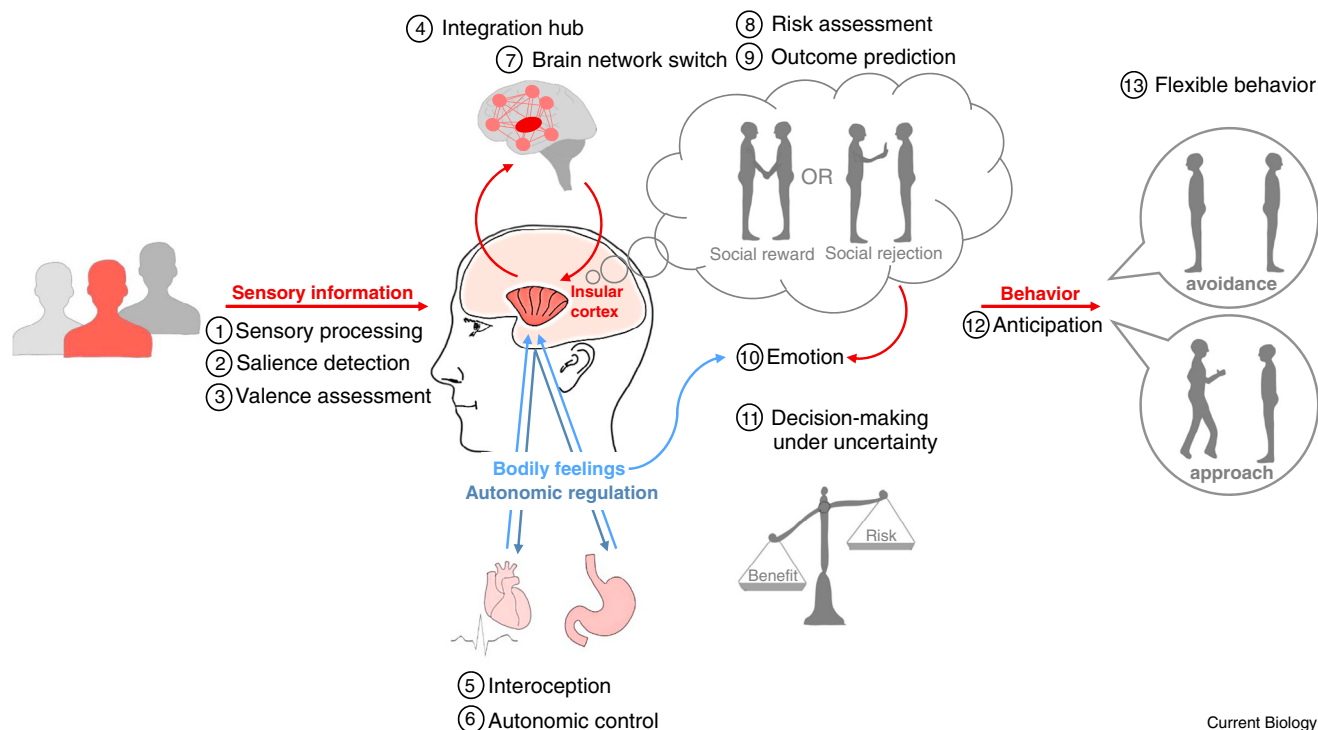 ④ Integration hub
⑦ Brain network switch
⑧ Risk assessment
⑨ Outcome prediction
⑬ Flexible behavior
OR
Social reward Social rejection
Sensory information
① Sensory processing
② Salience detection
③ Valence assessment
Insular
cortex
Behavior
⑫ Anticipation
avoidance
approach
⑩ Emotion
⑪ Decision-making
under uncertainty
Bodily feelings
Autonomic regulation
Risk
Benefit
⑤ Interoception
⑥ Autonomic control
Current Biology